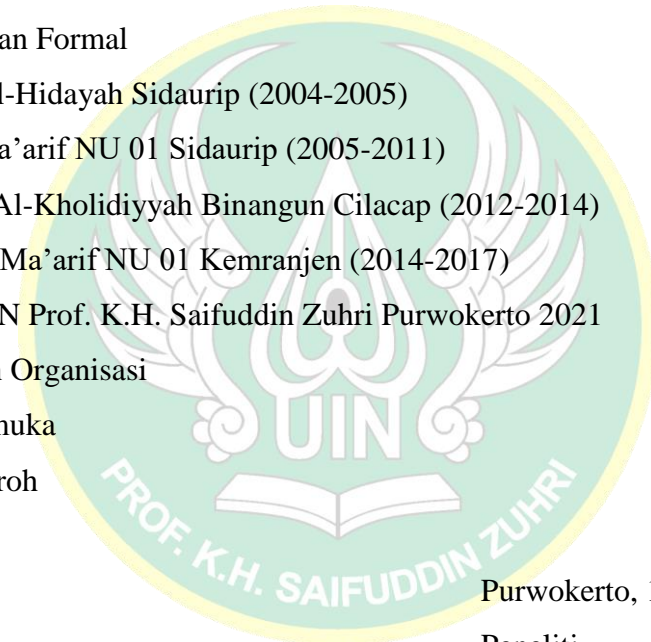 an Formal
l-Hidayah Sidaurip (2004-2005)
a’arif NU 01 Sidaurip (2005-2011)
Al-Kholidiyyah Binangun Cilacap (2012-2014)
Ma’arif NU 01 Kemranjen (2014-2017)
N Prof. K.H. Saifuddin Zuhri Purwokerto 2021
Organisasi
nuka
roh
UIN
PROF. K.H. SAIFUDDIN ZUHRI
Purwokerto, 1